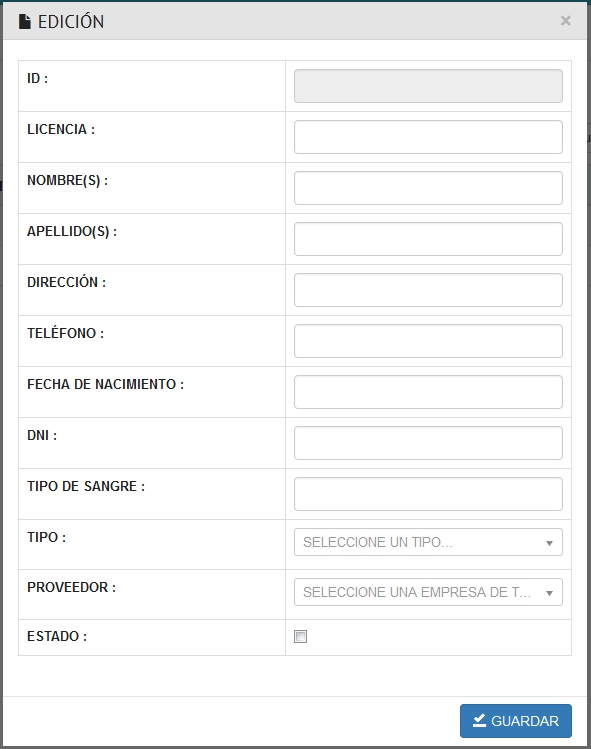 EDICIÓN ×
ID :
LICENCIA :
NOMBRE(S) :
APELLIDO(S) :
DIRECCIÓN :
TELÉFONO :
FECHA DE NACIMIENTO :
DNI :
TIPO DE SANGRE :
TIPO : SELECCIONE UN TIPO...
PROVEEDOR : SELECCIONE UNA EMPRESA DE T...
ESTADO :
GUARDAR